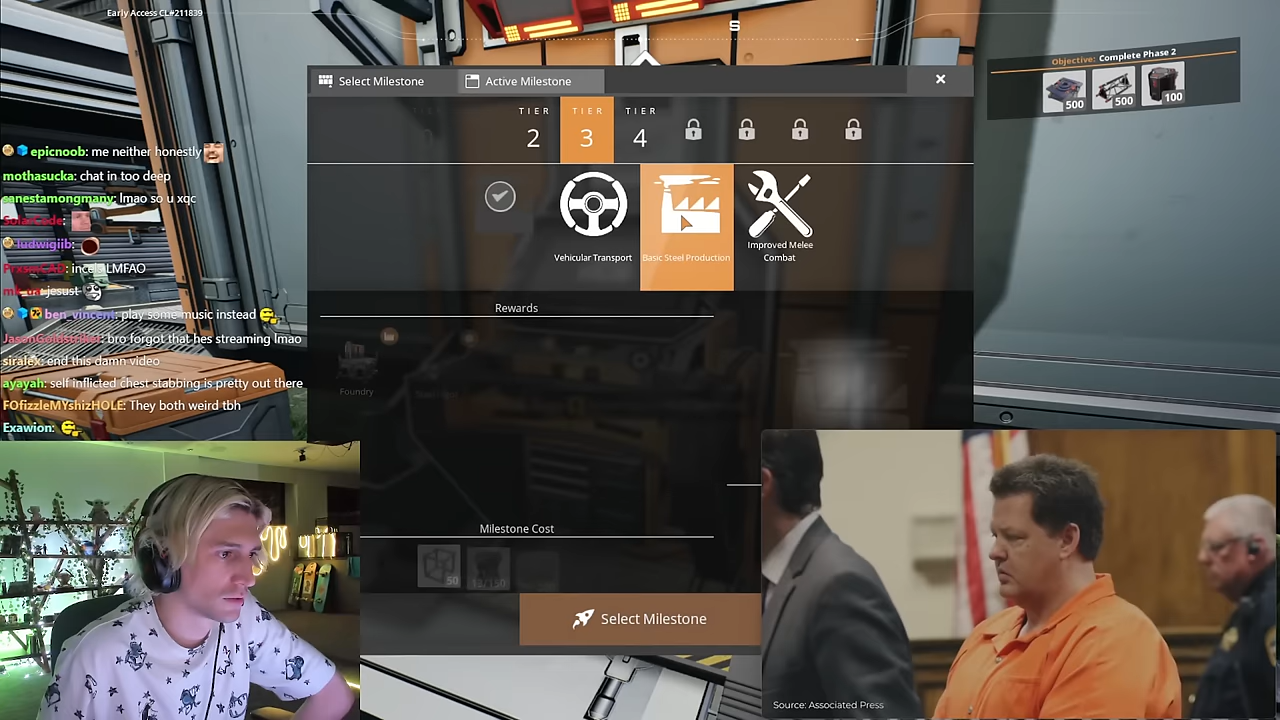 Early Access CL#211839
S
Select Milestone
Active Milestone
Objective: Complete Phase 2
500
500
100
TIER
2
TIER
3
TIER
4
Vehicular Transport
Basic Steel Production
Improved Melee
Combat
Rewards
Foundry
Milestone Cost
50
Select Milestone
epicnoob: me neither honestly
mothasucka: chat in too deep
sanestamongmany: lmao so u xqc
SolarCode:
ludwigiib:
incels LMFAO
jesust
ben_vincent: play some music instead
bro forgot that hes streaming lmao
siralex: end this damn video
ayayah: self inflicted chest stabbing is pretty out there
FOfizzleMYshizHOLE: They both weird tbh
Exawion:
Source: Associated Press